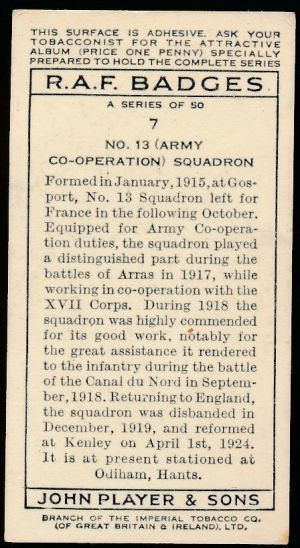 THIS SURFACE IS ADHESIVE. ASK YOUR
TOBACCONIST FOR THE ATTRACTIVE
ALBUM (PRICE ONE PENNY) SPECIALLY
PREPARED TO HOLD THE COMPLETE SERIES
R.A.F. BADGES
A SERIES OF 50
7
NO. 13 (ARMY
CO-OPERATION) SQUADRON
Formed in January, 1915, at Gos-
port, No. 13 Squadron left for
France in the following October.
Equipped for Army Co-opera-
tion duties, the squadron played
a distinguished part during the
battles of Arras in 1917, while
working in co-operation with the
XVII Corps. During 1918 the
squadron was highly commended
for its good work, notably for
the great assistance it rendered
to the infantry during the battle
of the Canal du Nord in Septem-
ber, 1918. Returning to England,
the squadron was disbanded in
December, 1919, and reformed
at Kenley on April 1st, 1924.
It is at present stationed at
Odiham, Hants.
JOHN PLAYER & SONS
BRANCH OF THE IMPERIAL TOBACCO CO.
(OF GREAT BRITAIN & IRELAND), LTD.